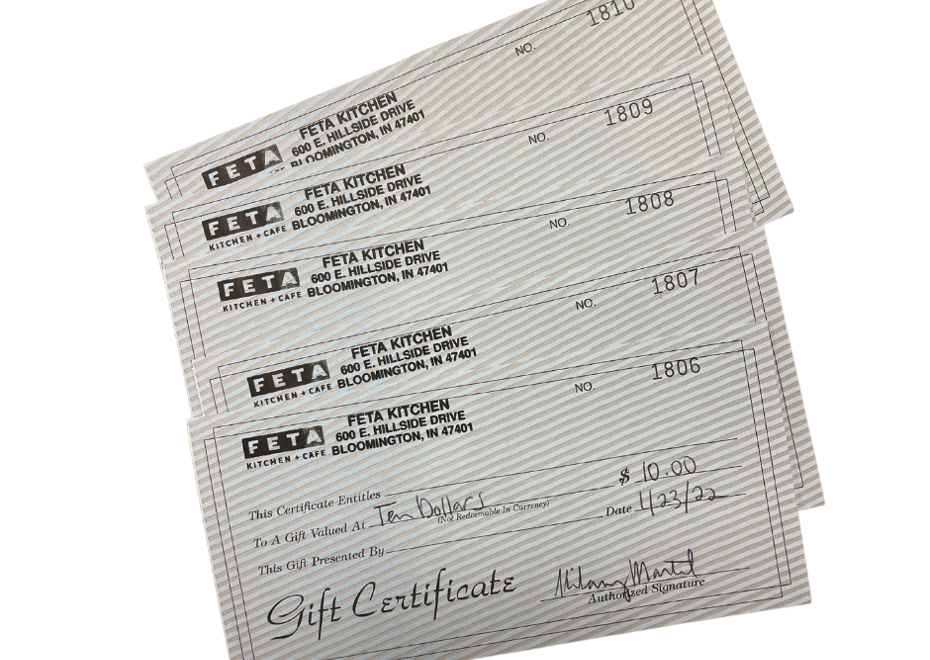 1810
NO.
FETA
FETA KITCHEN
600 E. HILLSIDE DRIVE
BLOOMINGTON, IN 47401
NO. 1809
FETA
KITCHEN + CAFE
FETA KITCHEN
600 E. HILLSIDE DRIVE
BLOOMINGTON, IN 47401
NO. 1808
FETA
KITCHEN + CAFE
FETA KITCHEN
600 E. HILLSIDE DRIVE
BLOOMINGTON, IN 47401
NO. 1807
FETA
KITCHEN + CAFE
FETA KITCHEN
600 E. HILLSIDE DRIVE
BLOOMINGTON, IN 47401
NO. 1806
FETA
KITCHEN + CAFE
FETA KITCHEN
600 E. HILLSIDE DRIVE
BLOOMINGTON, IN 47401
This Certificate Entitles
$ 10.00
To A Gift Valued At Ten Dollars
(Not Redeemable In Currency)
Date 1/23/22
This Gift Presented By
Gift Certificate
Authorized Signature